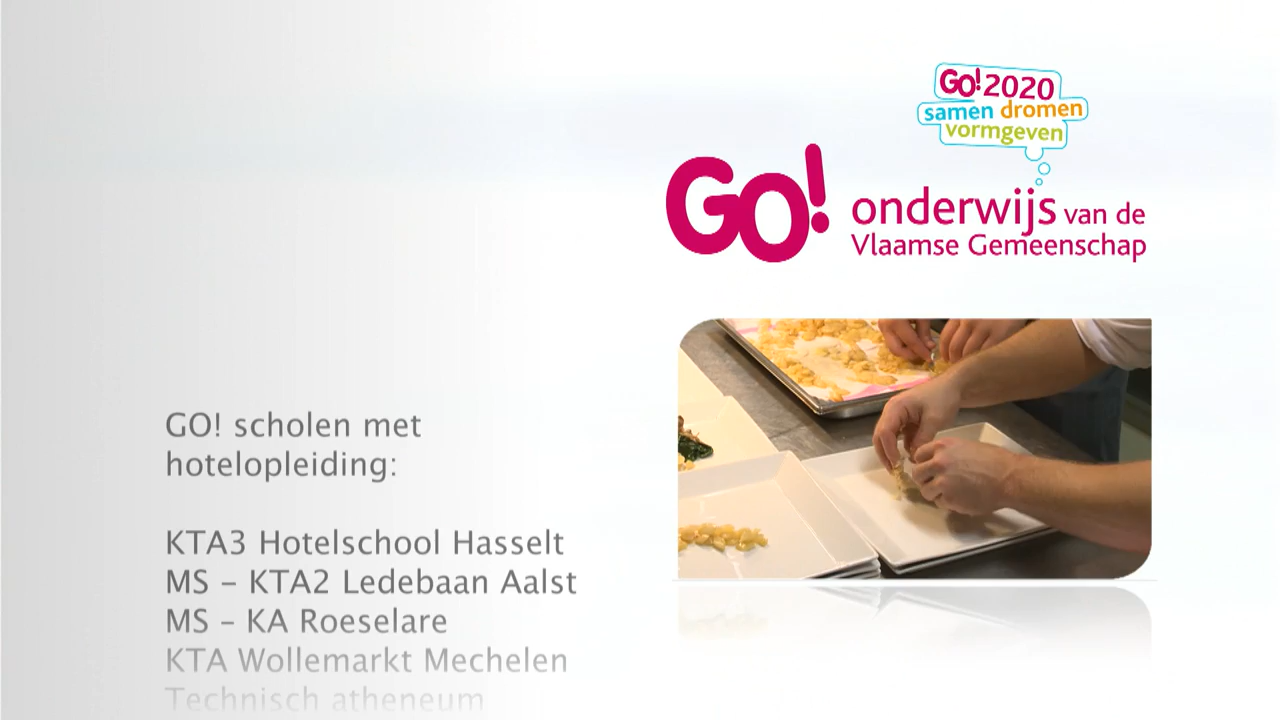 GO! 2020
samen dromen
vormgeven
GO! onderwijs van de
Vlaamse Gemeenschap
GO! scholen met
hotelopleiding:
KTA3 Hotelschool Hasselt
MS – KTA2 Ledebaan Aalst
MS – KA Roeselare
KTA Wollemarkt Mechelen
Technisch atheneum